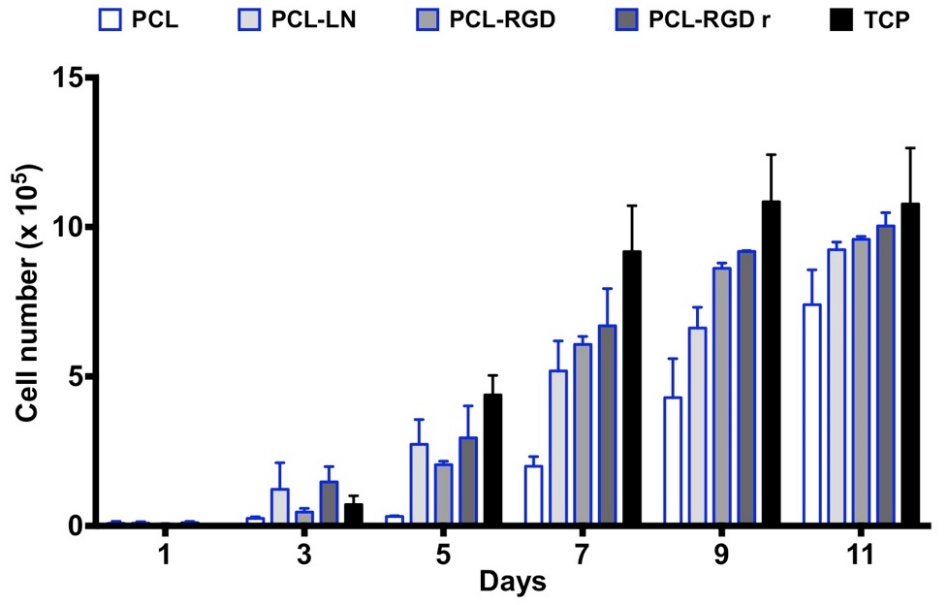 PCL PCL-LN PCL-RGD PCL-RGD r TCP
15
10
5
0
Cell number (x 10⁵)
1 3 5 7 9 11
Days